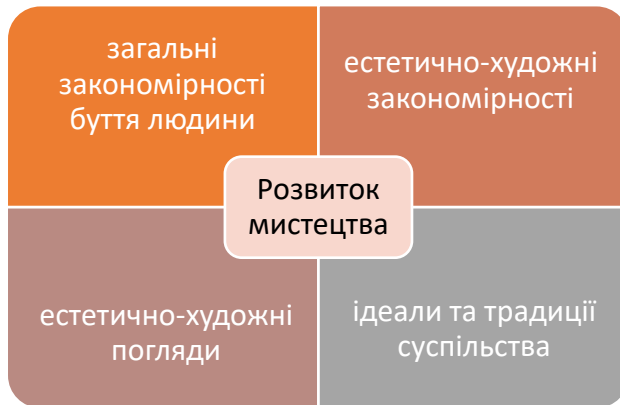 загальні
закономірності
буття людини
естетично-художні
закономірності
Розвиток
мистецтва
естетично-художні
погляди
ідеали та традиції
суспільства